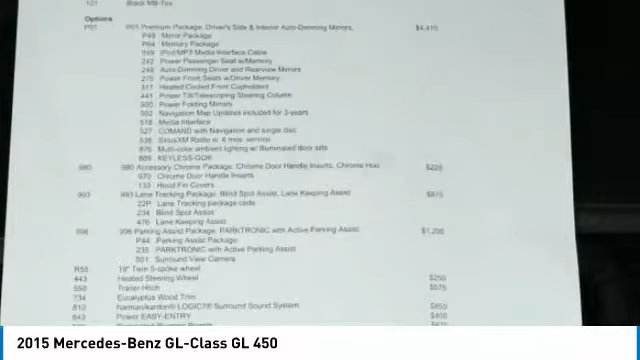 101 Black MB-Tex
Options
P01 P01 Premium Package: Driver's Side & Interior Auto-Dimming Mirrors, $4,410
P49 Mirror Package
P64 Memory Package
518 iPod/MP3 Media Interface Cable
242 Power Passenger Seat w/Memory
249 Auto-Dimming Driver and Rearview Mirrors
275 Power Front Seats w/Driver Memory
311 Heated/Cooled Front Cupholders
441 Power Tilt/Telescoping Steering Column
500 Power Folding Mirrors
502 Navigation Map Updates included for 3-years
518 Media Interface
527 COMAND with Navigation and single disc
536 SiriusXM Radio w/ 6 mos. service
876 Multi-color ambient lighting w/ illuminated door sills
889 KEYLESS-GO®
980 980 Accessory Chrome Package: Chrome Door Handle Inserts, Chrome Hoo $225
970 Chrome Door Handle Inserts
133 Hood Fin Covers
993 993 Lane Tracking Package: Blind Spot Assist, Lane Keeping Assist $875
22P Lane Tracking package code
234 Blind Spot Assist
476 Lane Keeping Assist
996 996 Parking Assist Package: PARKTRONIC with Active Parking Assist $1,290
P44 Parking Assist Package
235 PARKTRONIC with Active Parking Assist
501 Surround View Camera
R55 19" Twin 5-spoke wheel
443 Heated Steering Wheel $250
550 Trailer Hitch $575
734 Eucalyptus Wood Trim
810 harman/kardon® LOGIC7® Surround Sound System $850
843 Power EASY-ENTRY $400
2015 Mercedes-Benz GL-Class GL 450